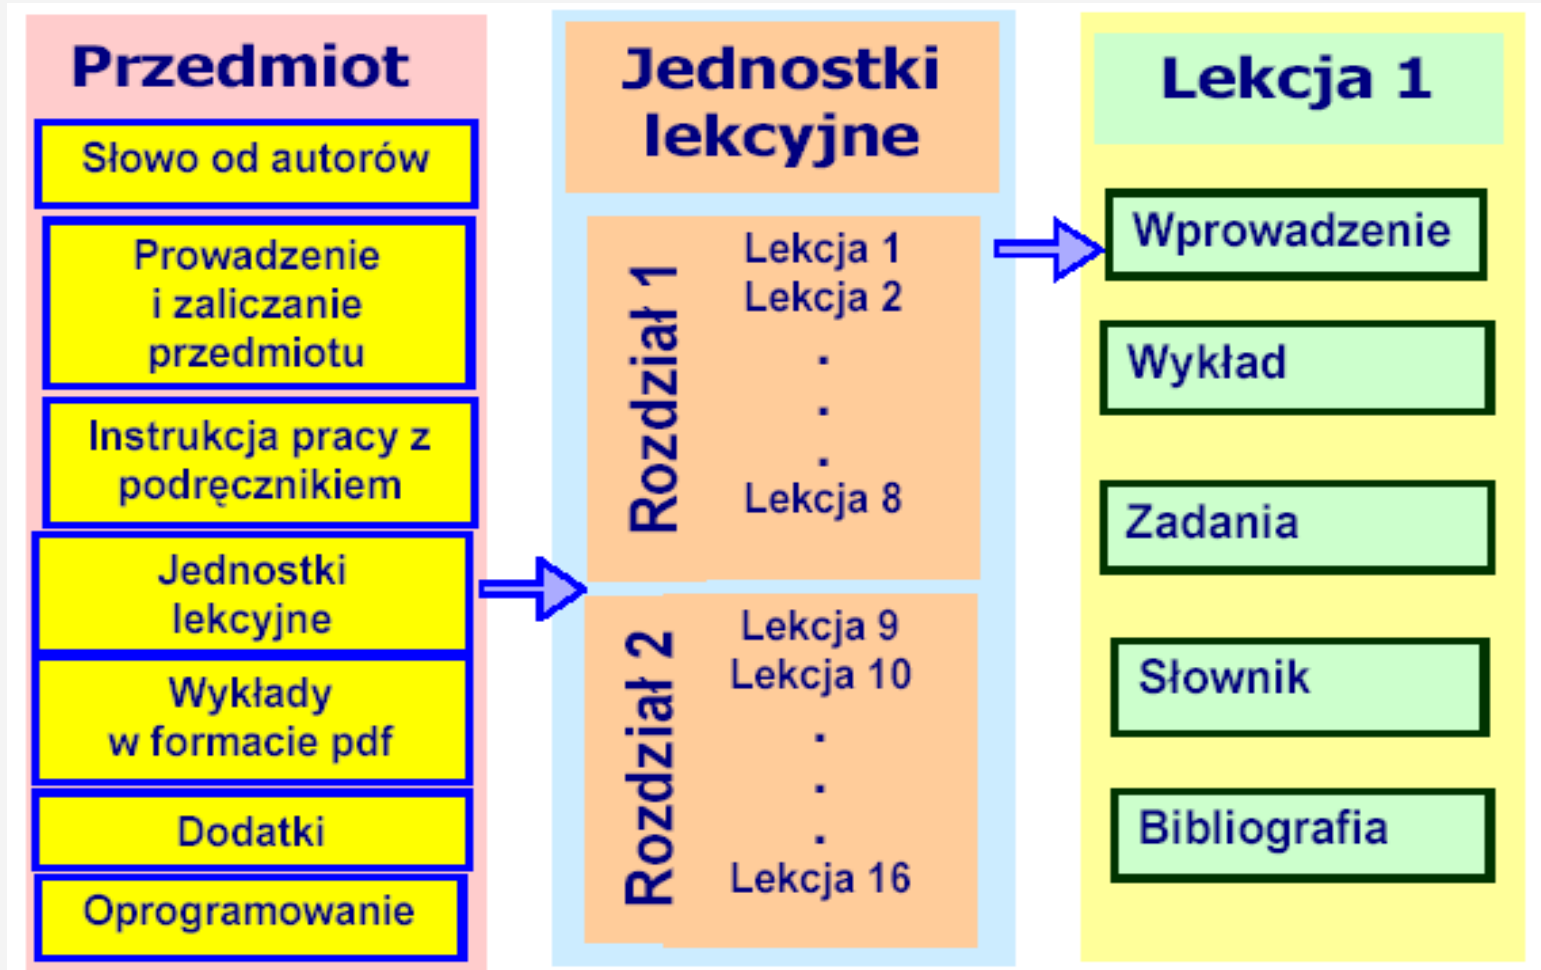 Przedmiot
Słowo od autorów
Prowadzenie
i zaliczanie
przedmiotu
Instrukcja pracy z
podręcznikiem
Jednostki
lekcyjne
Wykłady
w formacie pdf
Dodatki
Oprogramowanie
Jednostki
lekcyjne
Rozdział 1
Lekcja 1
Lekcja 2
.
.
.
Lekcja 8
Rozdział 2
Lekcja 9
Lekcja 10
.
.
.
Lekcja 16
Lekcja 1
Wprowadzenie
Wykład
Zadania
Słownik
Bibliografia